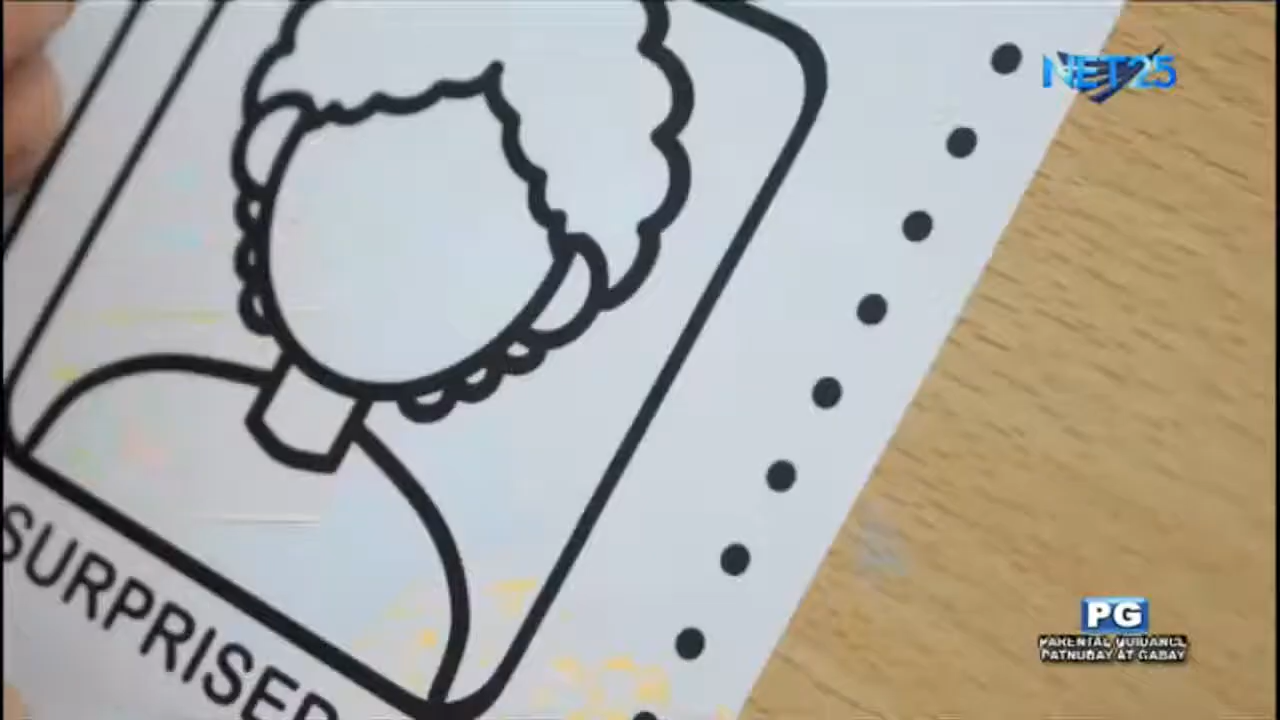 NET25
SURPRISED
PG
PARENTAL GUIDANCE
PATNUBAY AT GABAY